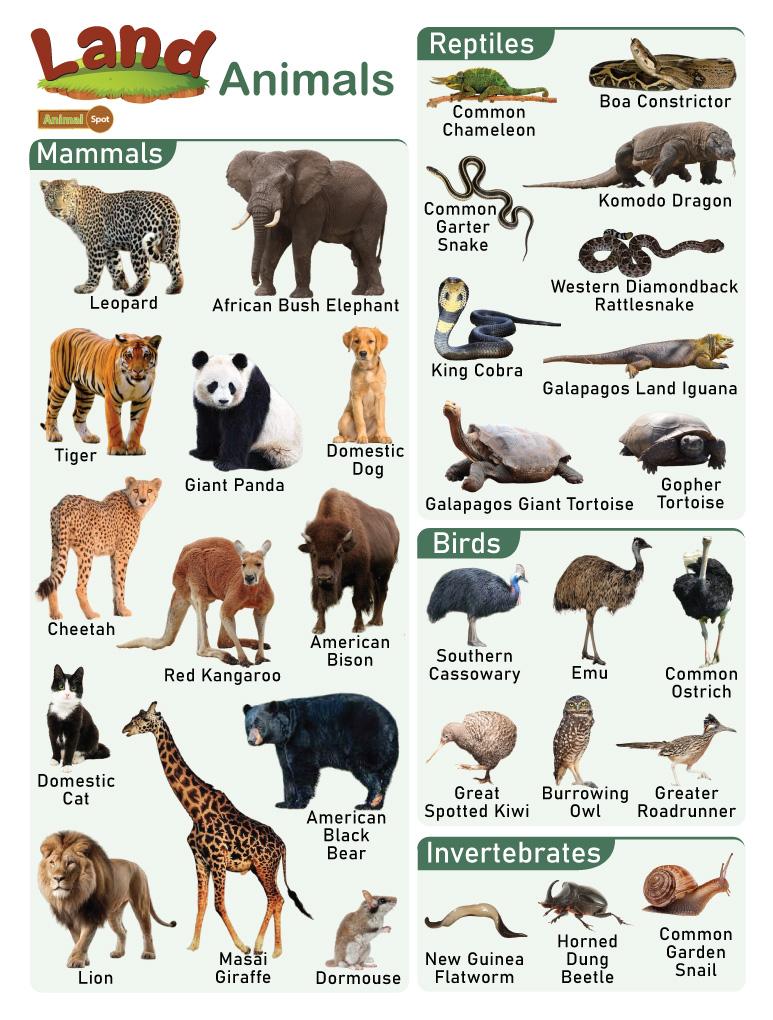 Land
Animals
Animal Spot
Mammals
Leopard
African Bush Elephant
Tiger
Giant Panda
Domestic
Dog
Cheetah
Red Kangaroo
American
Bison
Domestic
Cat
American
Black
Bear
Lion
Masai
Giraffe
Dormouse
Reptiles
Common
Chameleon
Boa Constrictor
Common
Garter
Snake
Komodo Dragon
Western Diamondback
Rattlesnake
King Cobra
Galapagos Land Iguana
Galapagos Giant Tortoise
Gopher
Tortoise
Birds
Southern
Cassowary
Emu
Common
Ostrich
Great
Spotted Kiwi
Burrowing
Owl
Greater
Roadrunner
Invertebrates
New Guinea
Flatworm
Horned
Dung
Beetle
Common
Garden
Snail